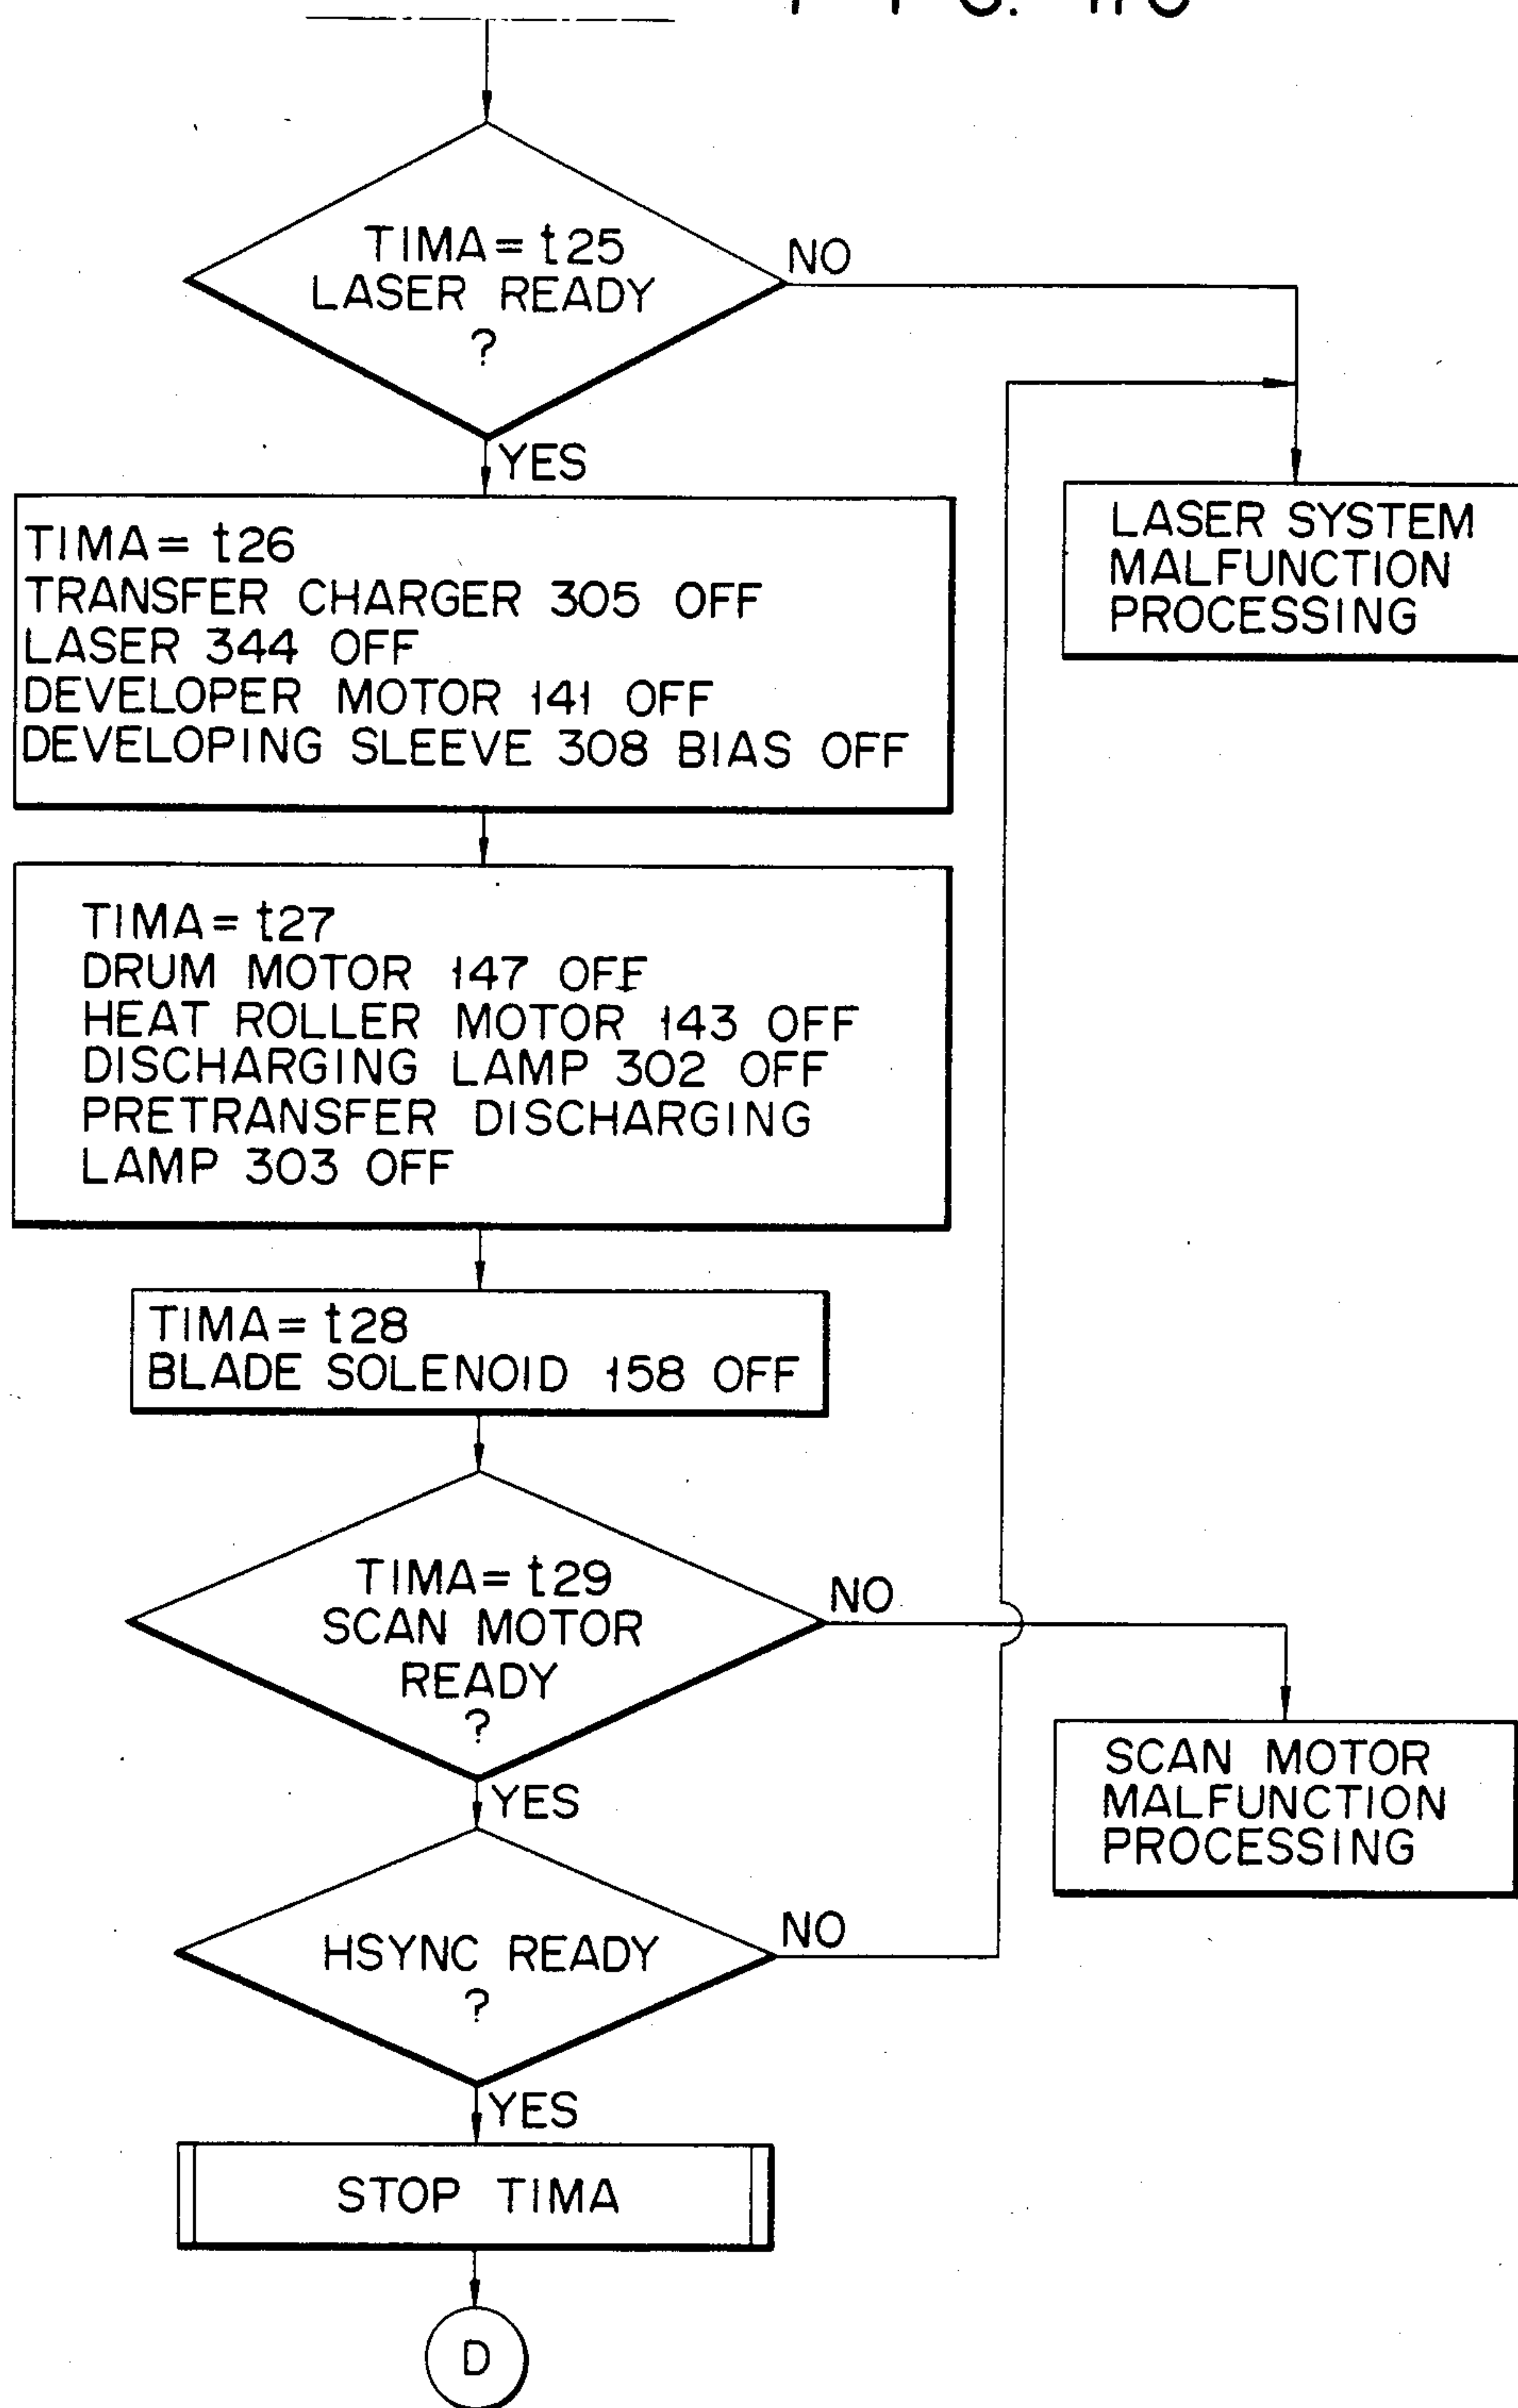 TIMA= t25
LASER READY
?
NO
YES
LASER SYSTEM
MALFUNCTION
PROCESSING
TIMA= t26
TRANSFER CHARGER 305 OFF
LASER 344 OFF
DEVELOPER MOTOR 141 OFF
DEVELOPING SLEEVE 308 BIAS OFF
TIMA= t27
DRUM MOTOR 147 OFF
HEAT ROLLER MOTOR 143 OFF
DISCHARGING LAMP 302 OFF
PRETRANSFER DISCHARGING
LAMP 303 OFF
TIMA= t28
BLADE SOLENOID 158 OFF
TIMA= t29
SCAN MOTOR
READY
?
NO
YES
SCAN MOTOR
MALFUNCTION
PROCESSING
HSYNC READY
?
NO
YES
STOP TIMA
D